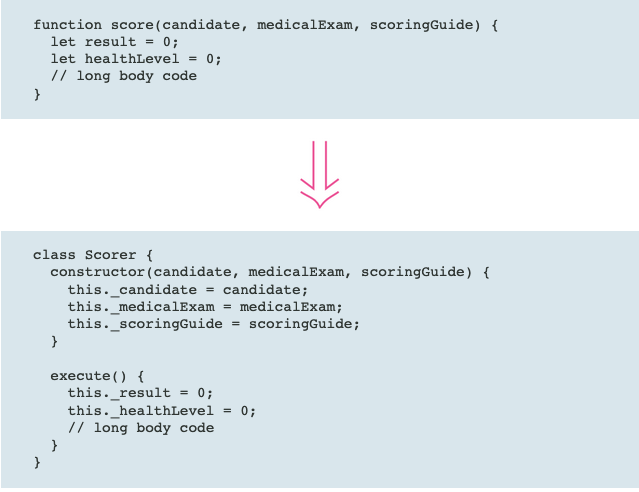 function score(candidate, medicalExam, scoringGuide) {
  let result = 0;
  let healthLevel = 0;
  // long body code
}
class Scorer {
  constructor(candidate, medicalExam, scoringGuide) {
    this._candidate = candidate;
    this._medicalExam = medicalExam;
    this._scoringGuide = scoringGuide;
  }
  execute() {
    this._result = 0;
    this._healthLevel = 0;
    // long body code
  }
}